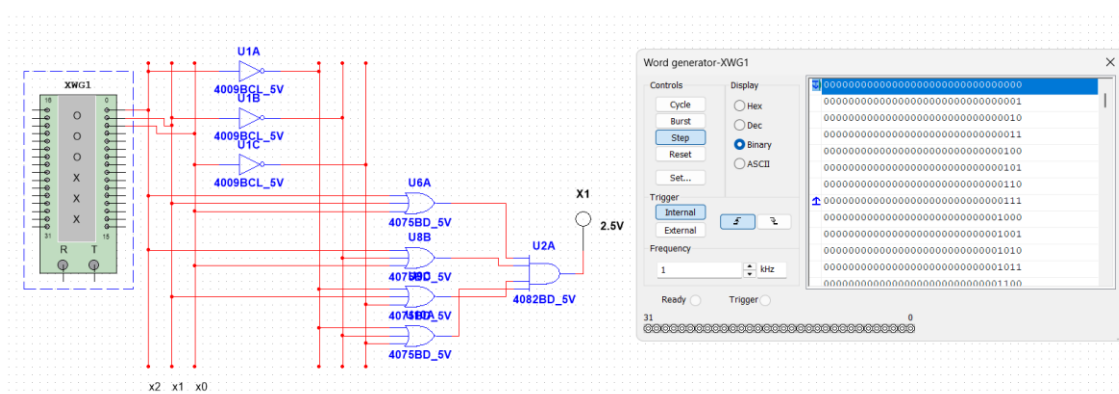 U1A
XWG1
16
0
4009BCL_5V
U1B
O
O
4009BCL_5V
U1C
O
X
4009BCL_5V
X
X
31
16
R
T
U6A
X1
2.5V
4075BD_5V
U8B
U2A
4082BD_5V
4075BD_5V
x2 x1 x0
Word generator-XWG1
Controls
Display
Cycle
Burst
Step
Reset
Set...
Hex
Dec
Binary
ASCII
Trigger
Internal
External
Frequency
1
kHz
Ready
Trigger
31
0
00000000000000000000000000000000
00000000000000000000000000000001
00000000000000000000000000000010
00000000000000000000000000000011
00000000000000000000000000000100
00000000000000000000000000000101
00000000000000000000000000000110
00000000000000000000000000000111
00000000000000000000000000001000
00000000000000000000000000001001
00000000000000000000000000001010
00000000000000000000000000001011
00000000000000000000000000001100